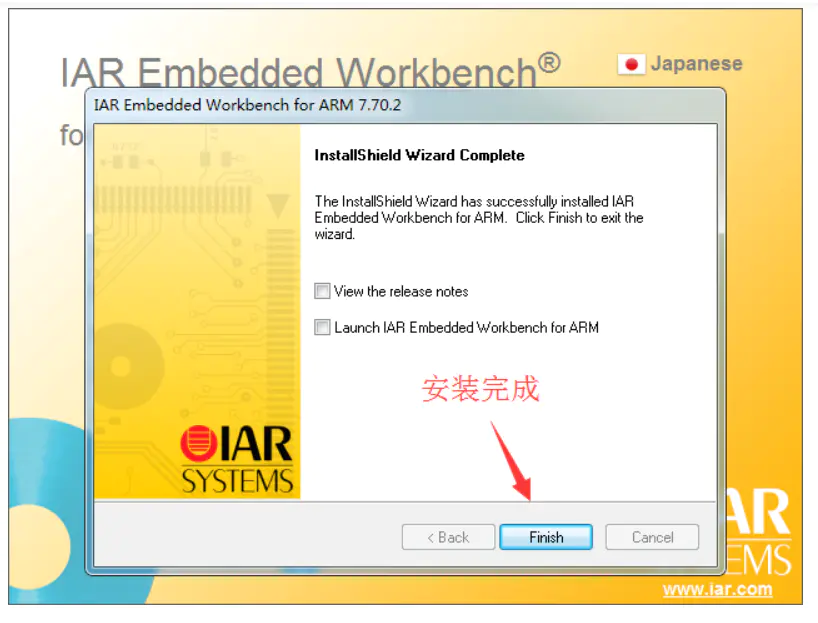 IAR Embedded Workbench®
Japanese
fo
IAR Embedded Workbench for ARM 7.70.2
InstallShield Wizard Complete
The InstallShield Wizard has successfully installed IAR
Embedded Workbench for ARM. Click Finish to exit the
wizard.
View the release notes
Launch IAR Embedded Workbench for ARM
安装完成
IAR
SYSTEMS
< Back
Finish
Cancel
AR
EMS
www.iar.com